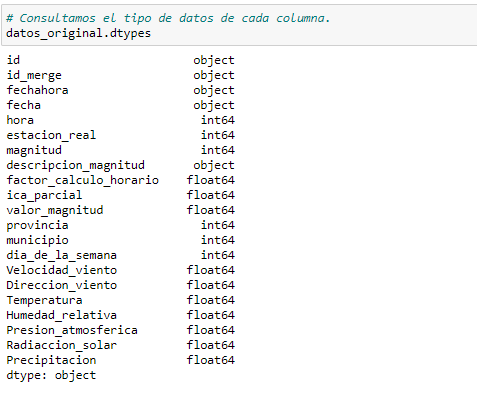 # Consultamos el tipo de datos de cada columna.
datos_original.dtypes
id object
id_merge object
fechahora object
fecha object
hora int64
estacion_real int64
magnitud int64
descripcion_magnitud object
factor_calculo_horario float64
ica_parcial float64
valor_magnitud float64
provincia int64
municipio int64
dia_de_la_semana int64
Velocidad_viento float64
Direccion_viento float64
Temperatura float64
Humedad_relativa float64
Presion_atmosferica float64
Radiaccion_solar float64
Precipitacion float64
dtype: object